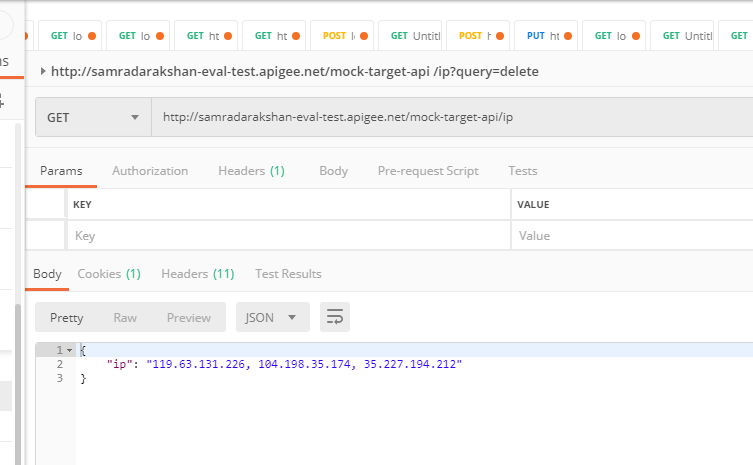 GET lo GET lo GET ht GET ht POST GET Untitl POST h PUT ht GET lo GET Untitl GET
http://samradarakshan-eval-test.apigee.net/mock-target-api /ip?query=delete
GET http://samradarakshan-eval-test.apigee.net/mock-target-api/ip
Params Authorization Headers (1) Body Pre-request Script Tests
KEY VALUE
Key Value
Body Cookies (1) Headers (11) Test Results
Pretty Raw Preview JSON
1 {
2 "ip": "119.63.131.226, 104.198.35.174, 35.227.194.212"
3 }